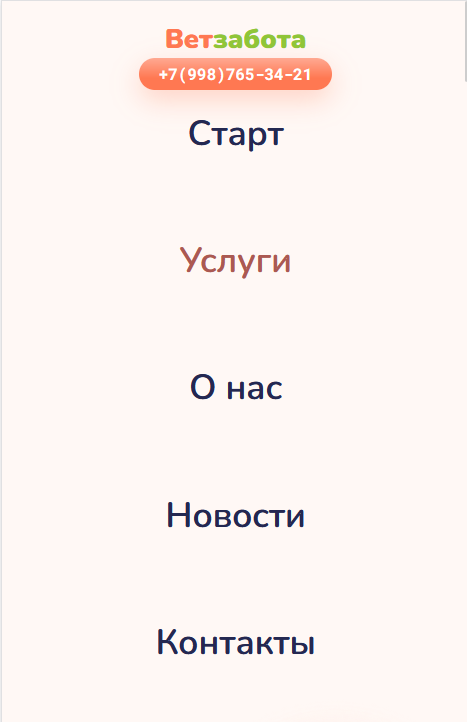 Ветзабота
+7(998)765-34-21
Старт
Услуги
О нас
Новости
Контакты